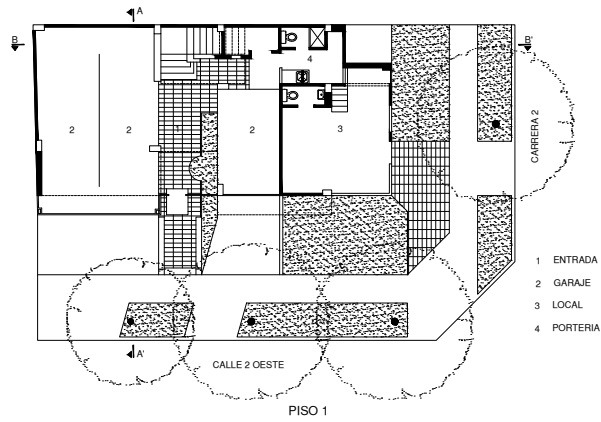 A
B
B'
4
2
2
1
2
3
CARRERA 2
1 ENTRADA
2 GARAJE
3 LOCAL
4 PORTERIA
A'
CALLE 2 OESTE
PISO 1